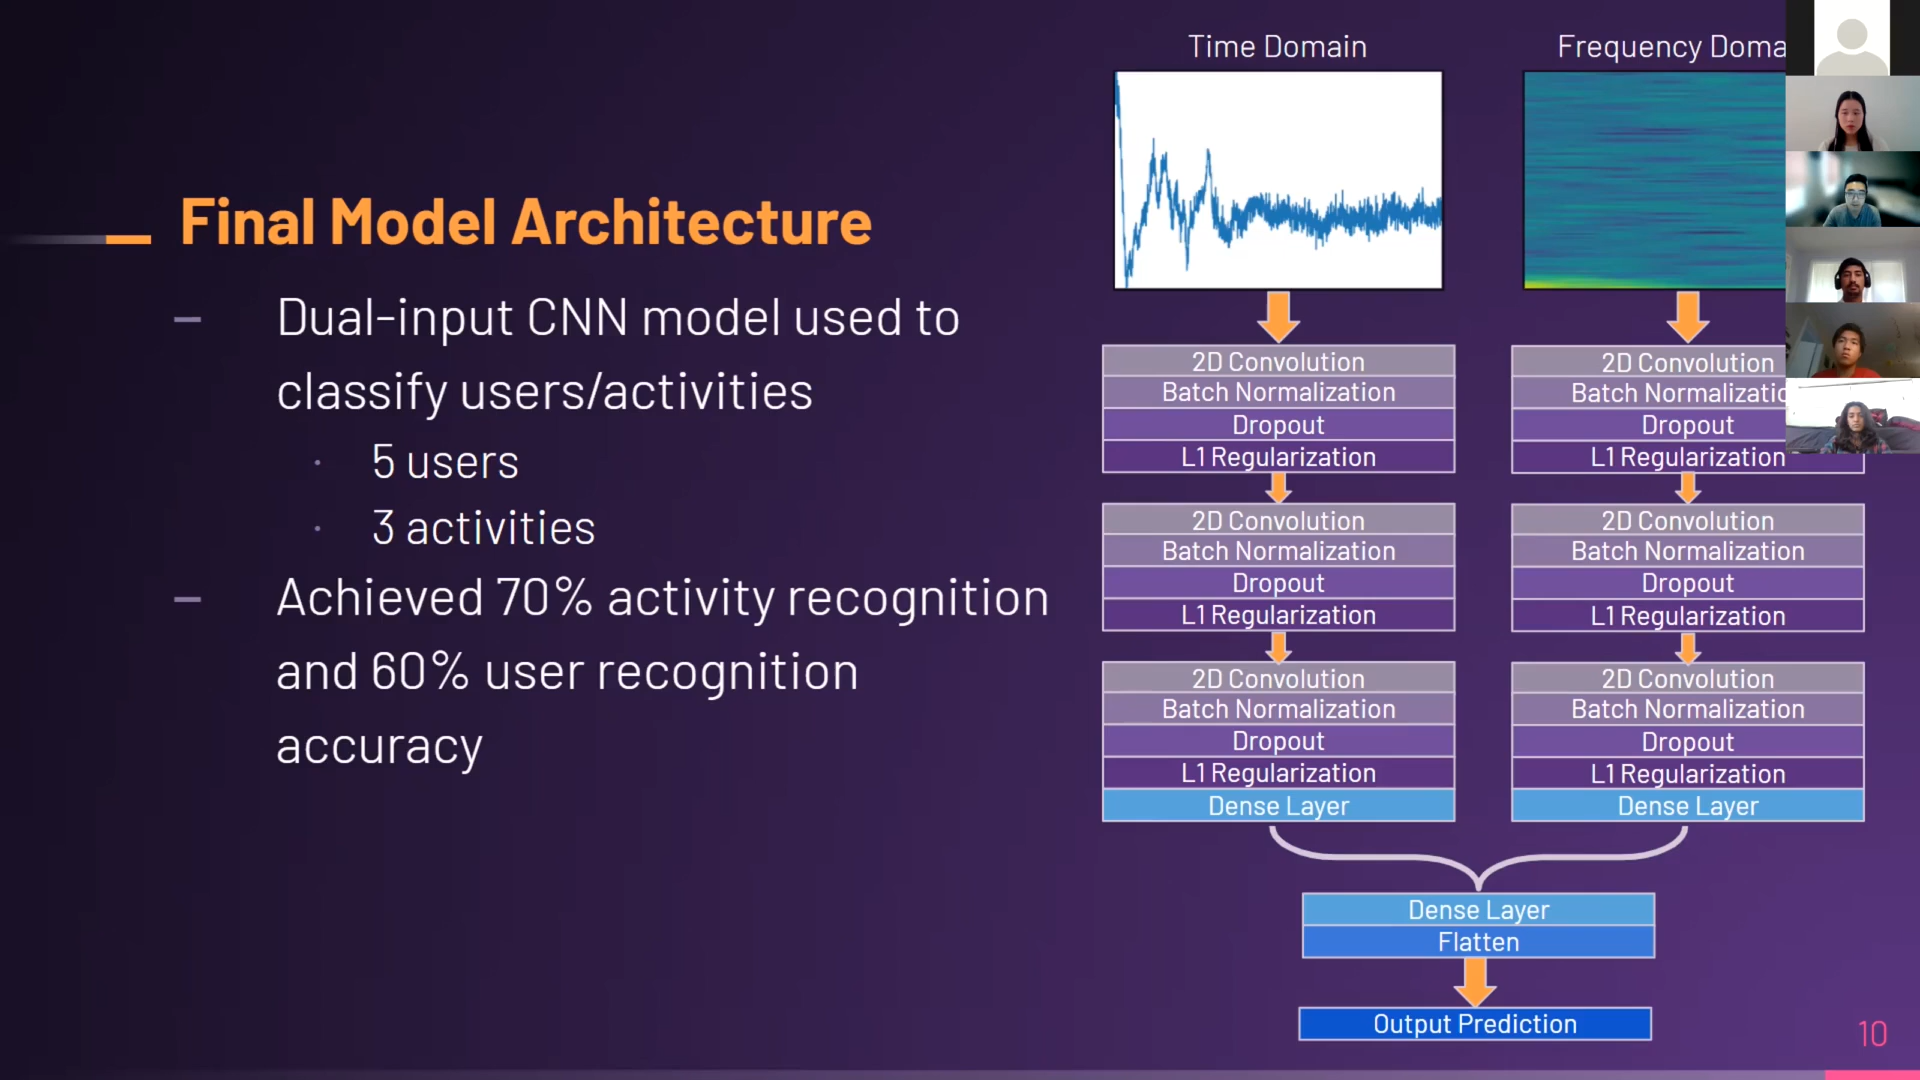 Final Model Architecture
– Dual-input CNN model used to
classify users/activities
· 5 users
· 3 activities
– Achieved 70% activity recognition
and 60% user recognition
accuracy
Time Domain
2D Convolution
Batch Normalization
Dropout
L1 Regularization
2D Convolution
Batch Normalization
Dropout
L1 Regularization
2D Convolution
Batch Normalization
Dropout
L1 Regularization
Dense Layer
Frequency Doma
2D Convolution
Batch Normalizatio
Dropout
L1 Regularization
2D Convolution
Batch Normalization
Dropout
L1 Regularization
2D Convolution
Batch Normalization
Dropout
L1 Regularization
Dense Layer
Dense Layer
Flatten
Output Prediction
10